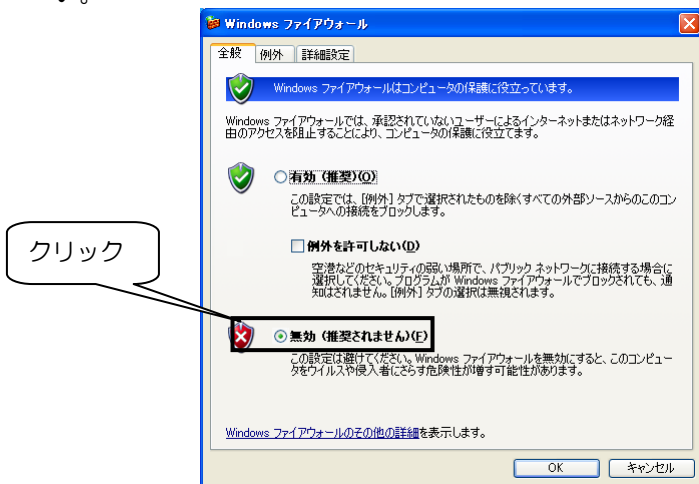 い。
Windows ファイアウォール
全般
例外
詳細設定
Windows ファイアウォールはコンピュータの保護に役立っています。
Windows ファイアウォールでは、承認されていないユーザーによるインターネットまたはネットワーク経
由のアクセスを阻止することにより、コンピュータの保護に役立てます。
有効 (推奨)(O)
この設定では、[例外] タブで選択されたものを除くすべての外部ソースからのこのコン
ピュータへの接続をブロックします。
例外を許可しない(D)
空港などのセキュリティの弱い場所で、パブリック ネットワークに接続する場合に
選択してください。プログラムが Windows ファイアウォールでブロックされても、通
知はされません。[例外] タブの選択は無視されます。
クリック
無効 (推奨されません)(F)
この設定は避けてください。Windows ファイアウォールを無効にすると、このコンピュー
タをウイルスや侵入者にさらす危険性が増す可能性があります。
Windows ファイアウォールのその他の詳細を表示します。
OK
キャンセル